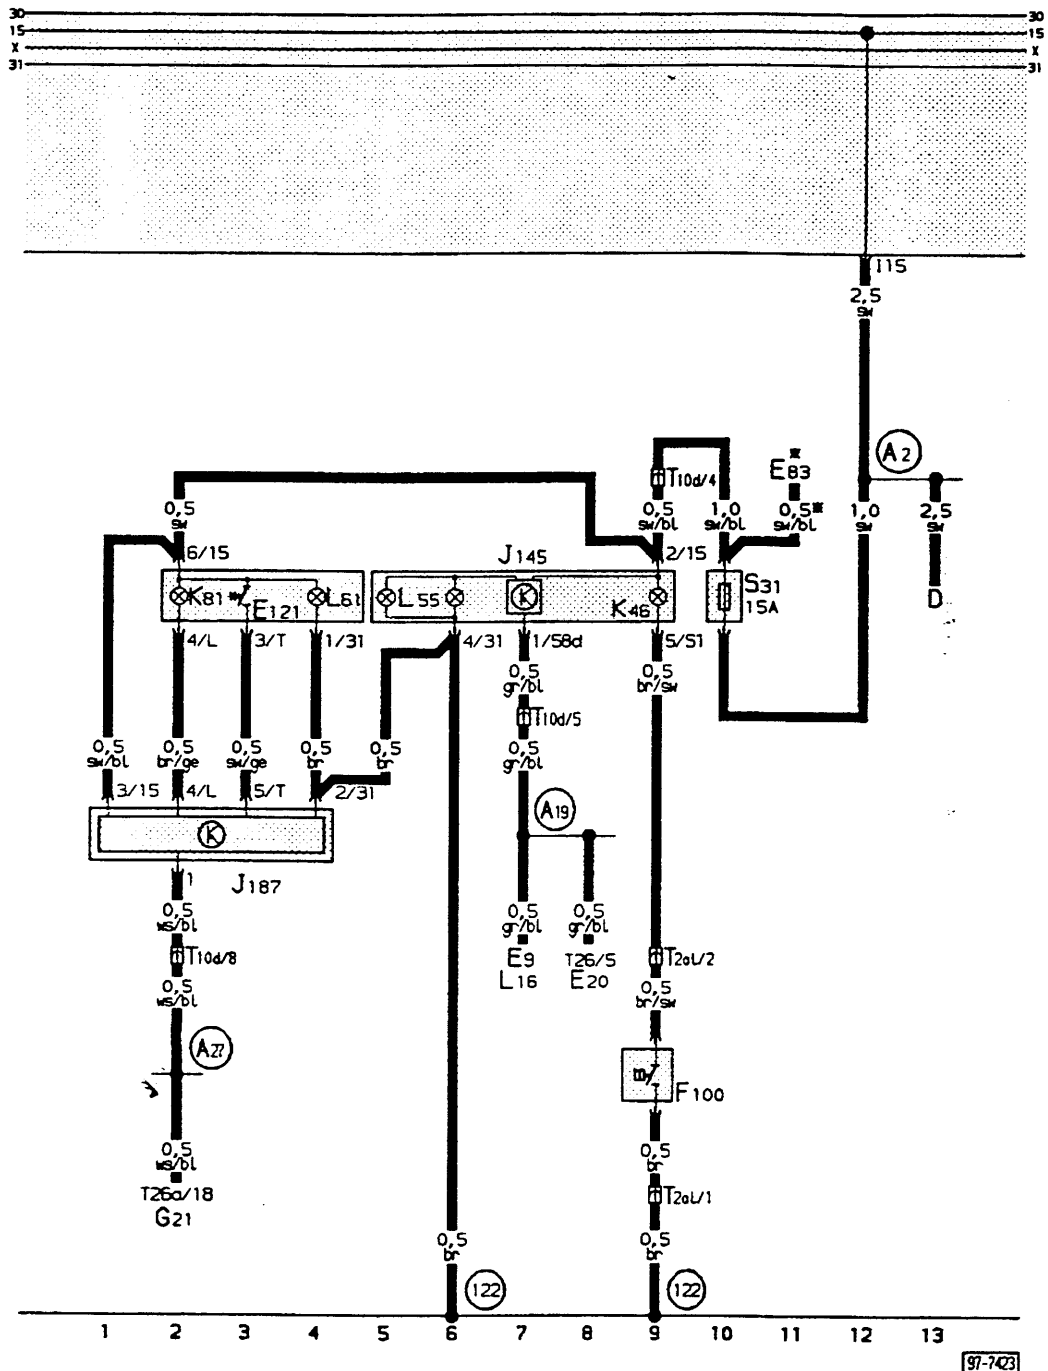 30 30
15 15
X X
31 31
I15
2,5
sw
A2
*
E83
T10d/4
0,5
sw
0,5
sw/bl
1,0
sw/bl
0,5*
sw/bl
1,0
sw
2,5
sw
6/15
J145
2/15
K81
E121
L61
L55
K
K46
S31
15A
D
4/L
3/T
1/31
4/31
1/58d
5/S1
0,5
gr/bl
0,5
br/sw
T10d/5
0,5
sw/bl
0,5
br/ge
0,5
sw/ge
0,5
br
0,5
br
0,5
gr/bl
3/15
4/L
5/T
2/31
A19
K
1
J187
0,5
ws/bl
0,5
gr/bl
0,5
gr/bl
T10d/8
E9
L16
T26/5
E20
T2al/2
0,5
ws/bl
0,5
br/sw
A27
F100
0,5
ws/bl
0,5
br
T26a/18
G21
T2al/1
0,5
br
0,5
br
122
122
1 2 3 4 5 6 7 8 9 10 11 12 13
97-7423